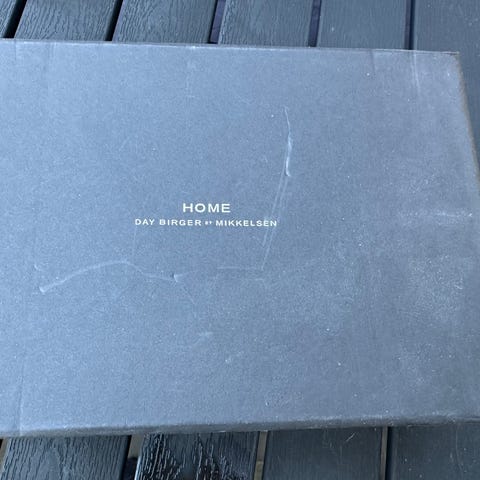 HOME
DAY BIRGER ET MIKKELSEN